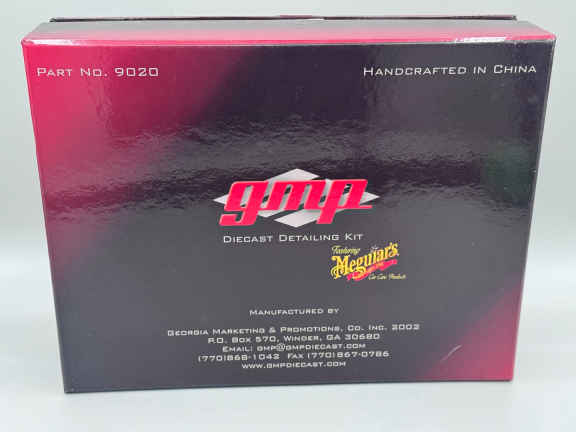 Part No. 9020
Handcrafted in China
gmp
Diecast Detailing Kit
Featuring
Meguiar's
Car Care Products
Manufactured by
Georgia Marketing & Promotions, Co. Inc. 2002
P.O. Box 570, Winder, GA 30680
Email: gmp@gmpdiecast.com
(770)868-1042 Fax (770)867-0786
www.gmpdiecast.com